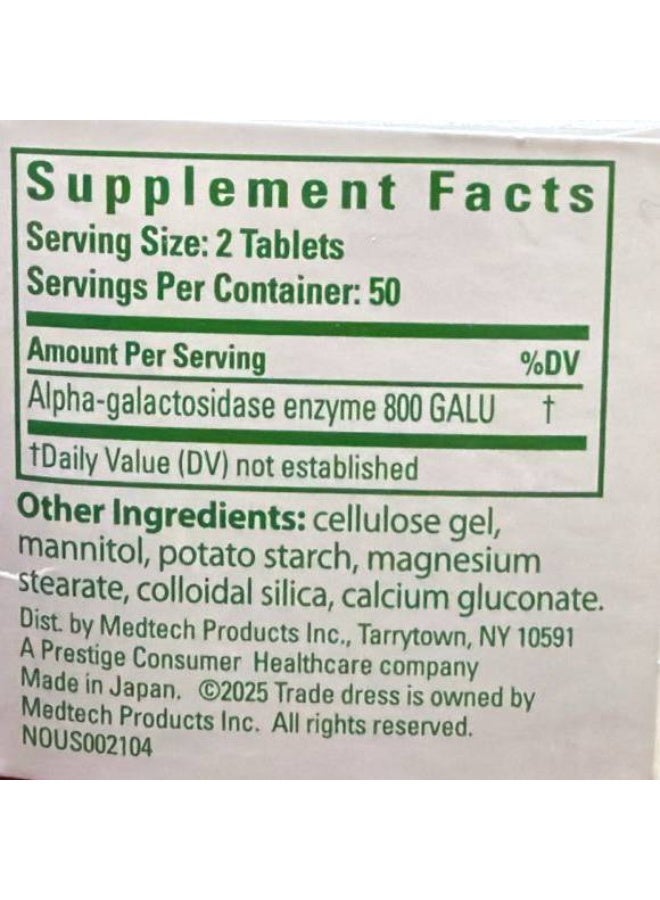 Supplement Facts
Serving Size: 2 Tablets
Servings Per Container: 50
Amount Per Serving %DV
Alpha-galactosidase enzyme 800 GALU †
†Daily Value (DV) not established
Other Ingredients: cellulose gel,
mannitol, potato starch, magnesium
stearate, colloidal silica, calcium gluconate.
Dist. by Medtech Products Inc., Tarrytown, NY 10591
A Prestige Consumer Healthcare company
Made in Japan. ©2025 Trade dress is owned by
Medtech Products Inc. All rights reserved.
NOUS002104